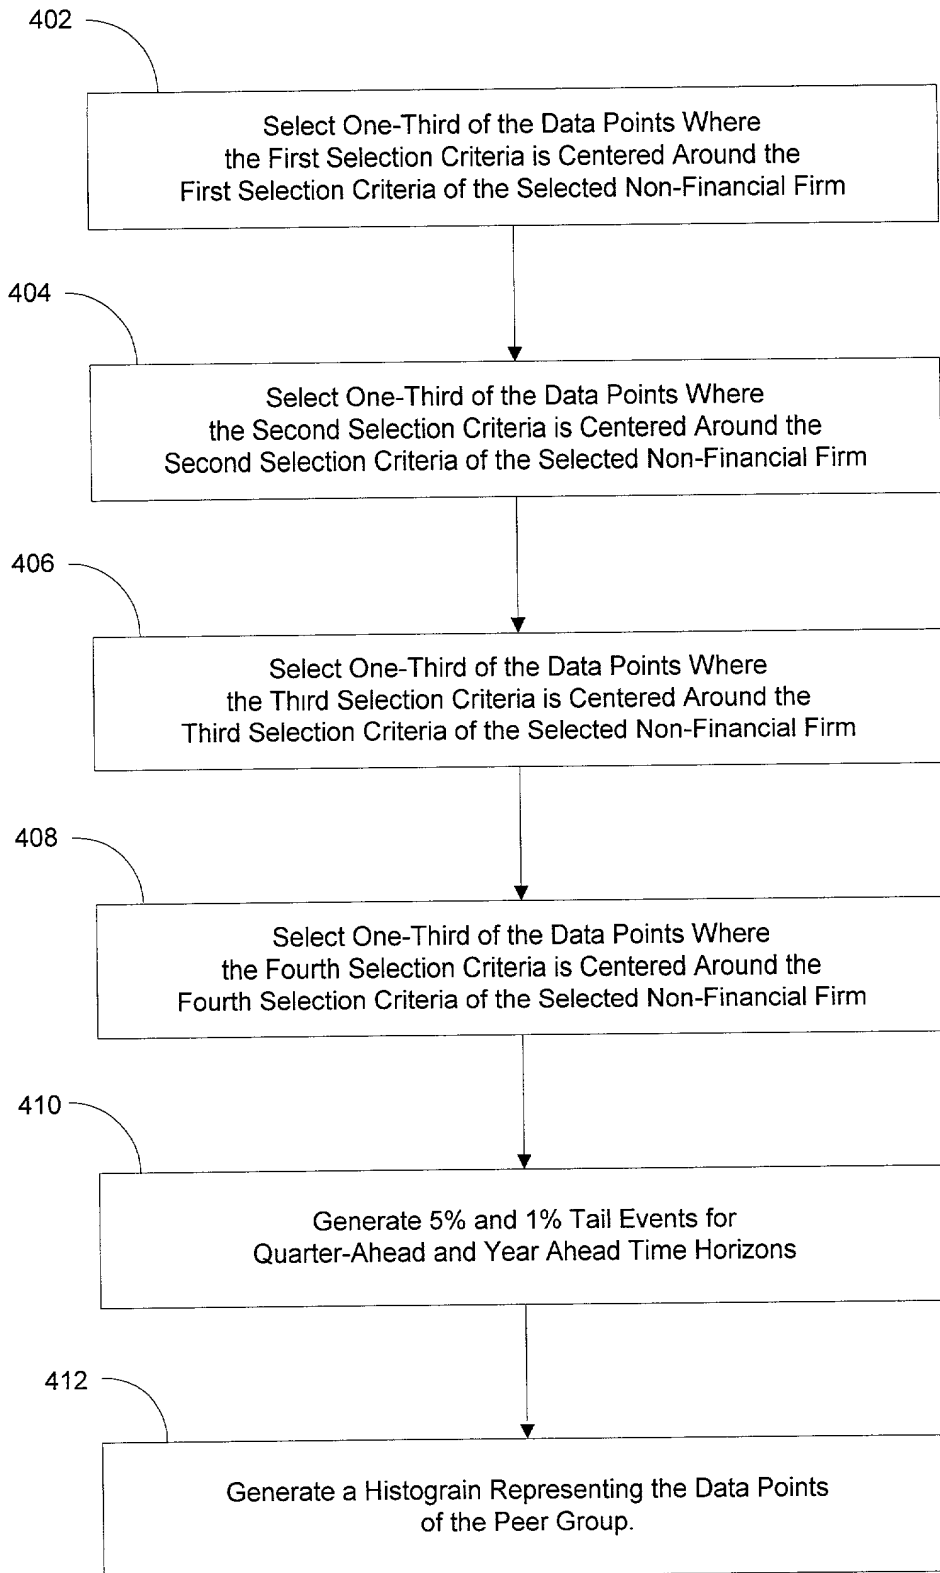 402
Select One-Third of the Data Points Where
the First Selection Criteria is Centered Around the
First Selection Criteria of the Selected Non-Financial Firm
404
Select One-Third of the Data Points Where
the Second Selection Criteria is Centered Around the
Second Selection Criteria of the Selected Non-Financial Firm
406
Select One-Third of the Data Points Where
the Third Selection Criteria is Centered Around the
Third Selection Criteria of the Selected Non-Financial Firm
408
Select One-Third of the Data Points Where
the Fourth Selection Criteria is Centered Around the
Fourth Selection Criteria of the Selected Non-Financial Firm
410
Generate 5% and 1% Tail Events for
Quarter-Ahead and Year Ahead Time Horizons
412
Generate a Histograin Representing the Data Points
of the Peer Group.